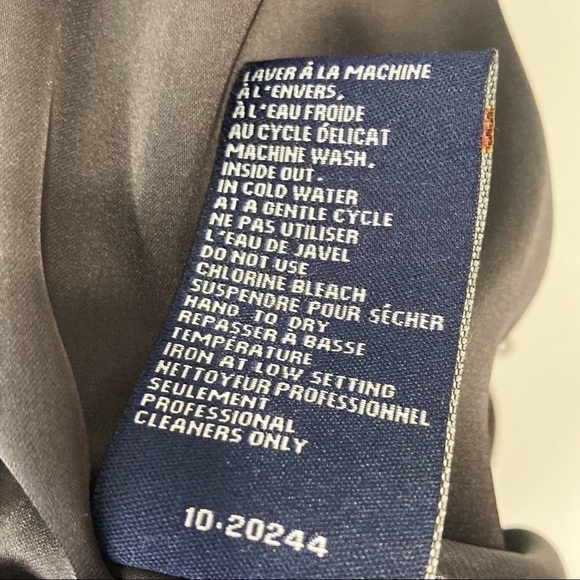 LAVER À LA MACHINE
À L'ENVERS,
À L'EAU FROIDE
AU CYCLE DÉLICAT
MACHINE WASH,
INSIDE OUT.
IN COLD WATER
AT A GENTLE CYCLE
NE PAS UTILISER
L'EAU DE JAVEL
DO NOT USE
CHLORINE BLEACH
SUSPENDRE POUR SÉCHER
HANG TO DRY
REPASSER À BASSE
TEMPÉRATURE
IRON AT LOW SETTING
NETTOYEUR PROFESSIONNEL
SEULEMENT
PROFESSIONAL
CLEANERS ONLY
10·20244